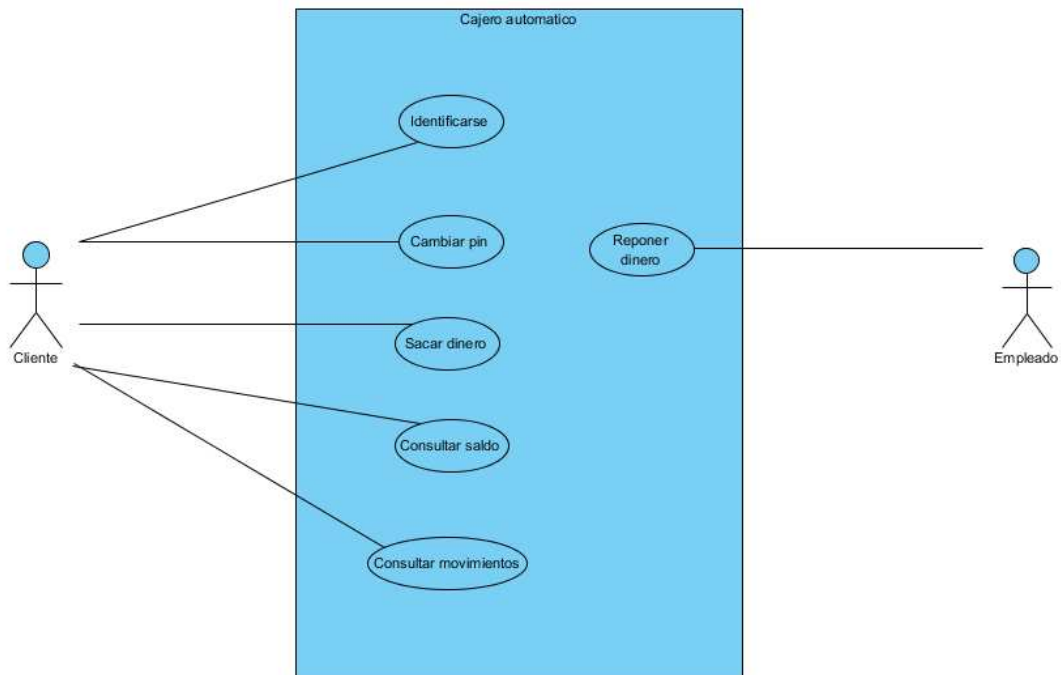 Cajero automatico
Identificarse
Cambiar pin
Reponer
dinero
Sacar dinero
Cliente
Empleado
Consultar saldo
Consultar movimientos